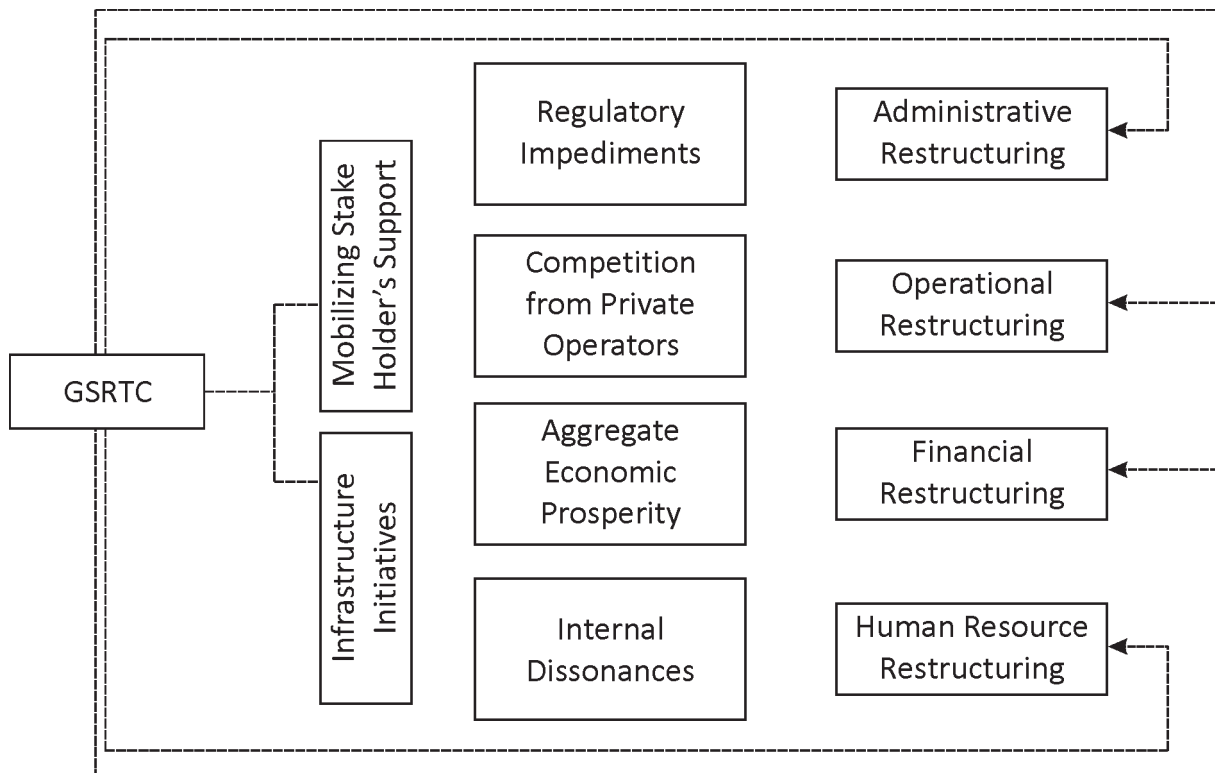 GSRTC
Mobilizing Stake
Holder's Support
Infrastructure
Initiatives
Regulatory
Impediments
Competition
from Private
Operators
Aggregate
Economic
Prosperity
Internal
Dissonances
Administrative
Restructuring
Operational
Restructuring
Financial
Restructuring
Human Resource
Restructuring